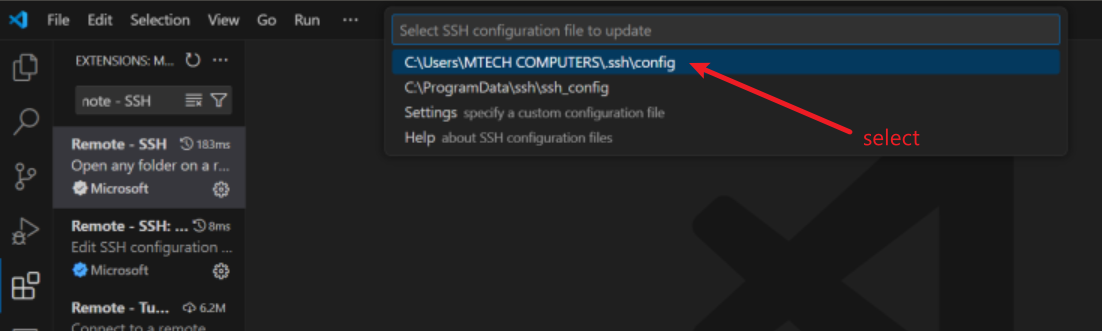 File Edit Selection View Go Run ···
Select SSH configuration file to update
C:\Users\MTECH COMPUTERS\.ssh\config
C:\ProgramData\ssh\ssh_config
Settings specify a custom configuration file
Help about SSH configuration files
select
EXTENSIONS: M... ···
note - SSH
Remote - SSH 183ms
Open any folder on a r...
Microsoft
Remote - SSH: ... 8ms
Edit SSH configuration ...
Microsoft
Remote - Tu... 6.2M
Connect to a remote